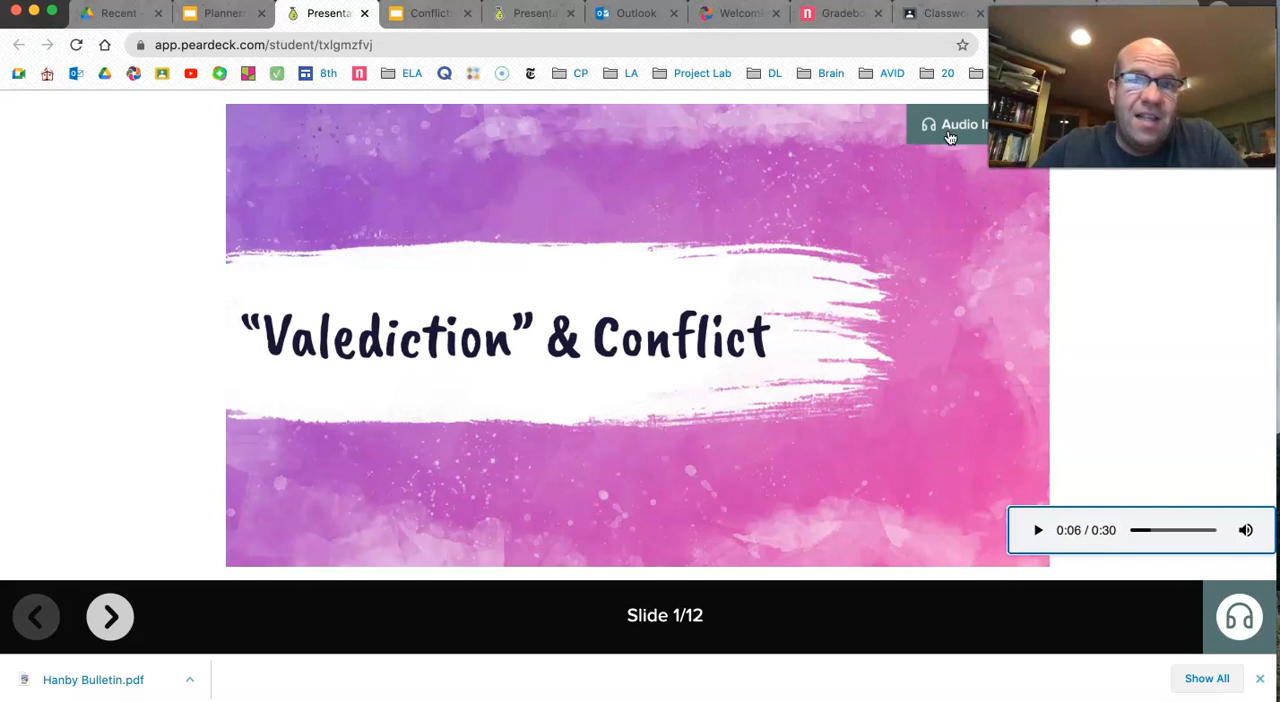 Recent
Planner
Presenta
Conflict
Presenta
Outlook
Welcom
Gradebo
Classwo
app.peardeck.com/student/txlgmzfvj
8th
ELA
CP
LA
Project Lab
DL
Brain
AVID
20
Audio I
“Valediction” & Conflict
0:06 / 0:30
Slide 1/12
Hanby Bulletin.pdf
Show All